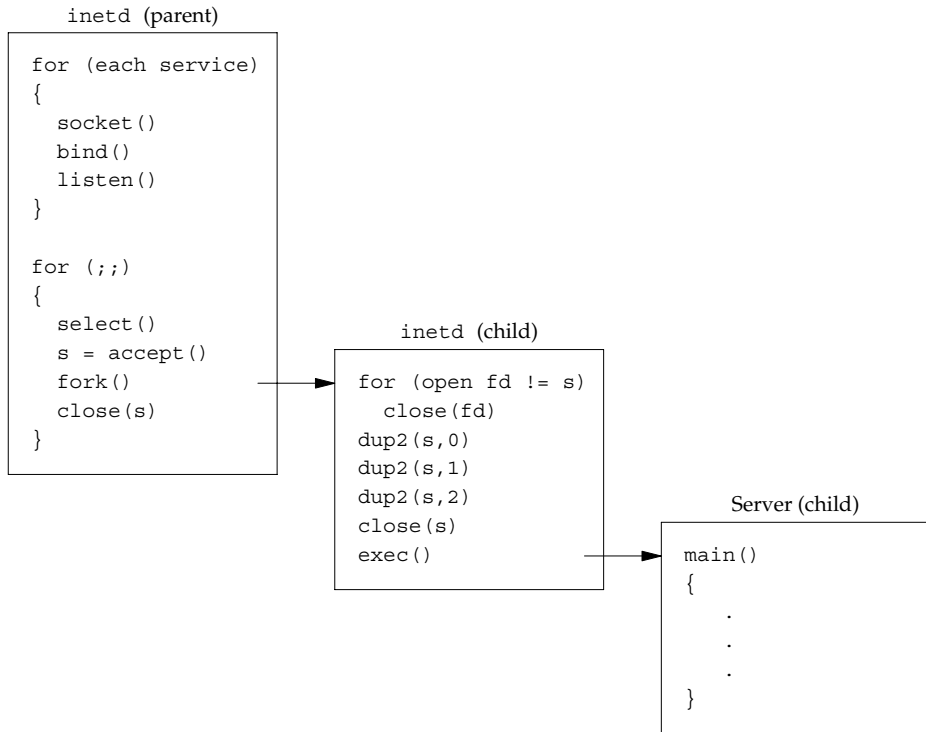 inetd (parent)
for (each service)
{
  socket()
  bind()
  listen()
}
for (;;)
{
  select()
  s = accept()
  fork()
  close(s)
}
inetd (child)
for (open fd != s)
  close(fd)
dup2(s,0)
dup2(s,1)
dup2(s,2)
close(s)
exec()
Server (child)
main()
{
  .
  .
  .
}